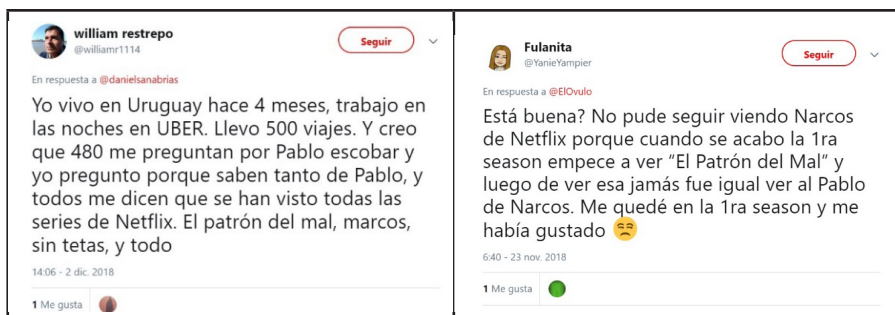 william restrepo
@williamr1114
Seguir
En respuesta a @danielsanabrias
Yo vivo en Uruguay hace 4 meses, trabajo en
las noches en UBER. Llevo 500 viajes. Y creo
que 480 me preguntan por Pablo escobar y
yo pregunto porque saben tanto de Pablo, y
todos me dicen que se han visto todas las
series de Netflix. El patrón del mal, marcos,
sin tetas, y todo
14:06 - 2 dic. 2018
1 Me gusta
Fulanita
@YanieYampier
Seguir
En respuesta a @ElOvulo
Está buena? No pude seguir viendo Narcos
de Netflix porque cuando se acabo la 1ra
season empece a ver “El Patrón del Mal” y
luego de ver esa jamás fue igual ver al Pablo
de Narcos. Me quedé en la 1ra season y me
había gustado 😒
6:40 - 23 nov. 2018
1 Me gusta